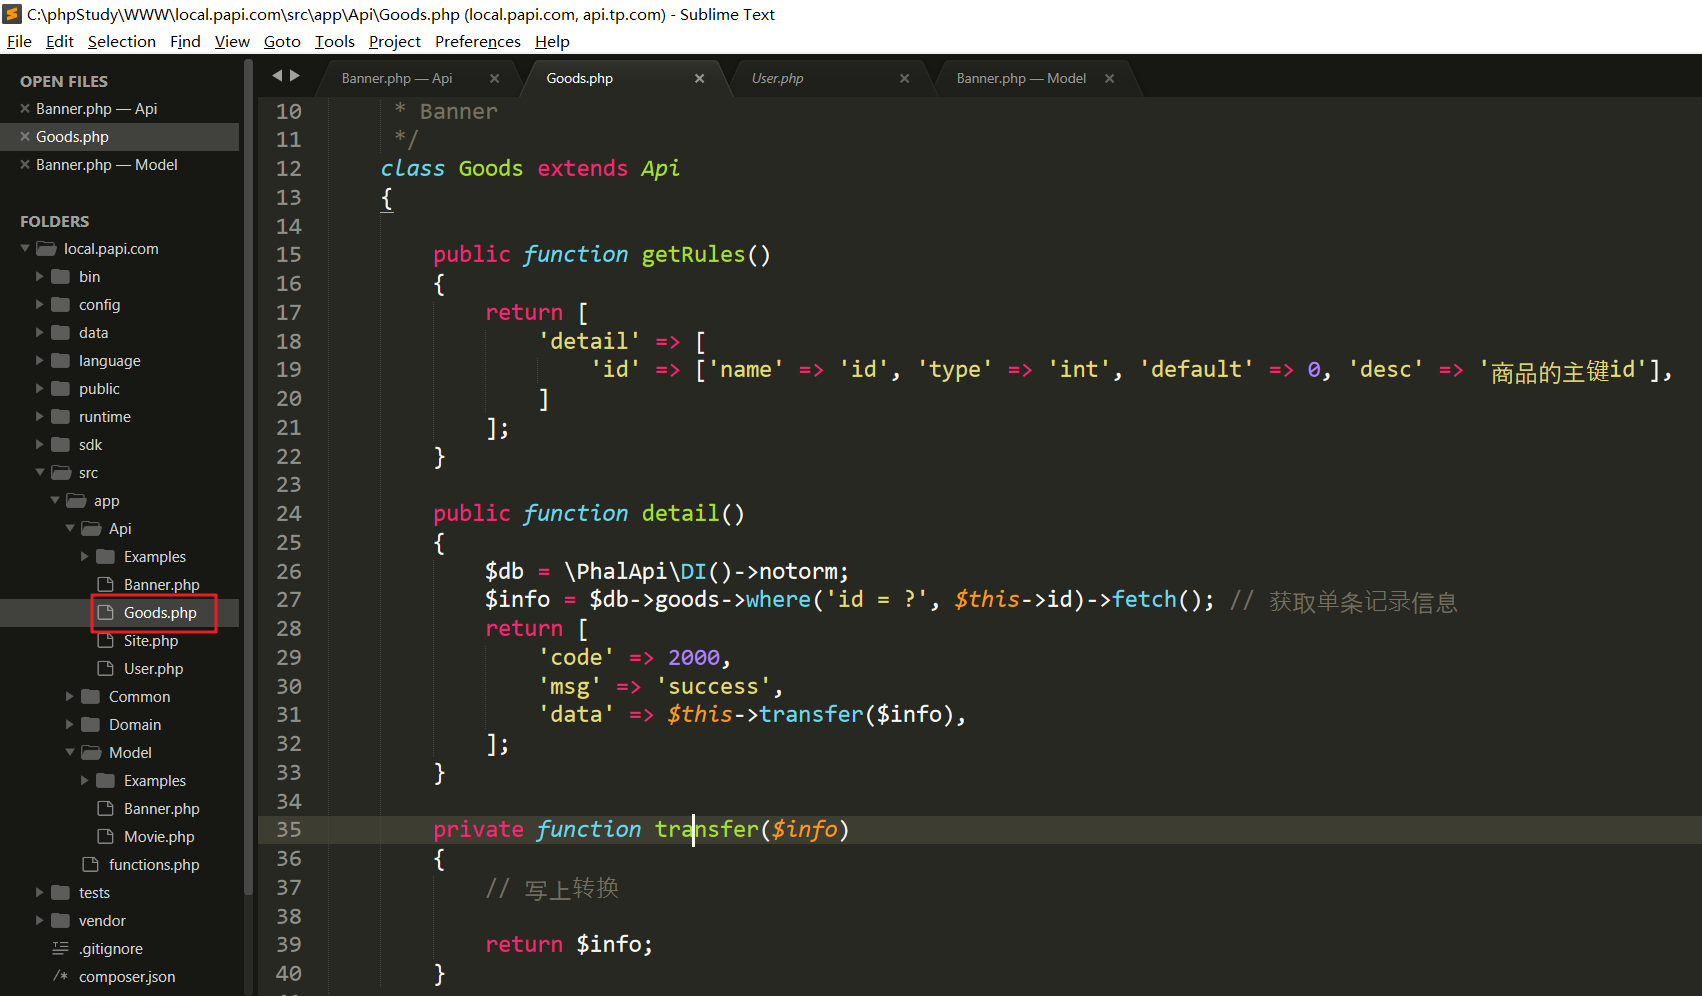 C:\phpStudy\WWW\local.papi.com\src\app\Api\Goods.php (local.papi.com, api.tp.com) - Sublime Text
File Edit Selection Find View Goto Tools Project Preferences Help
OPEN FILES
Banner.php — Api
Goods.php
Banner.php — Model
FOLDERS
local.papi.com
bin
config
data
language
public
runtime
sdk
src
app
Api
Examples
Banner.php
Goods.php
Site.php
User.php
Common
Domain
Model
Examples
Banner.php
Movie.php
functions.php
tests
vendor
.gitignore
/* composer.json
Banner.php — Api Goods.php User.php Banner.php — Model
10 * Banner
11 */
12 class Goods extends Api
13 {
14
15 public function getRules()
16 {
17 return [
18 'detail' => [
19 'id' => ['name' => 'id', 'type' => 'int', 'default' => 0, 'desc' => '商品的主键id'],
20 ]
21 ];
22 }
23
24 public function detail()
25 {
26 $db = \PhalApi\DI()->notorm;
27 $info = $db->goods->where('id = ?', $this->id)->fetch(); // 获取单条记录信息
28 return [
29 'code' => 2000,
30 'msg' => 'success',
31 'data' => $this->transfer($info),
32 ];
33 }
34
35 private function transfer($info)
36 {
37 // 写上转换
38
39 return $info;
40 }